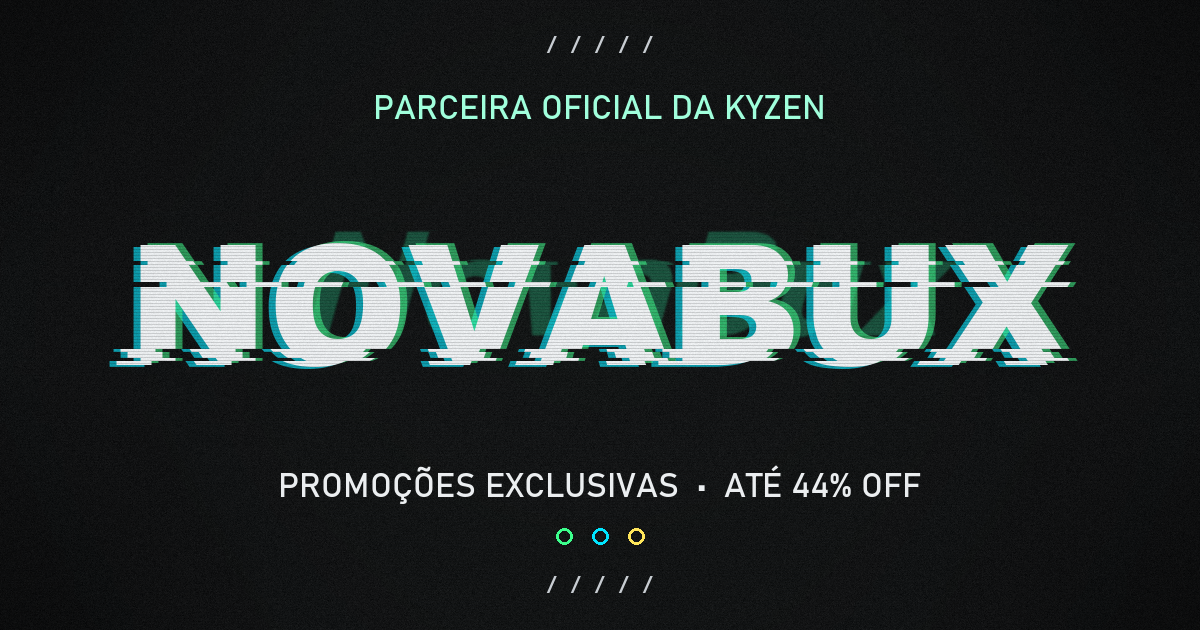 / / / / /
PARCEIRA OFICIAL DA KYZEN
NOVABUX
PROMOÇÕES EXCLUSIVAS · ATÉ 44% OFF
/ / / / /